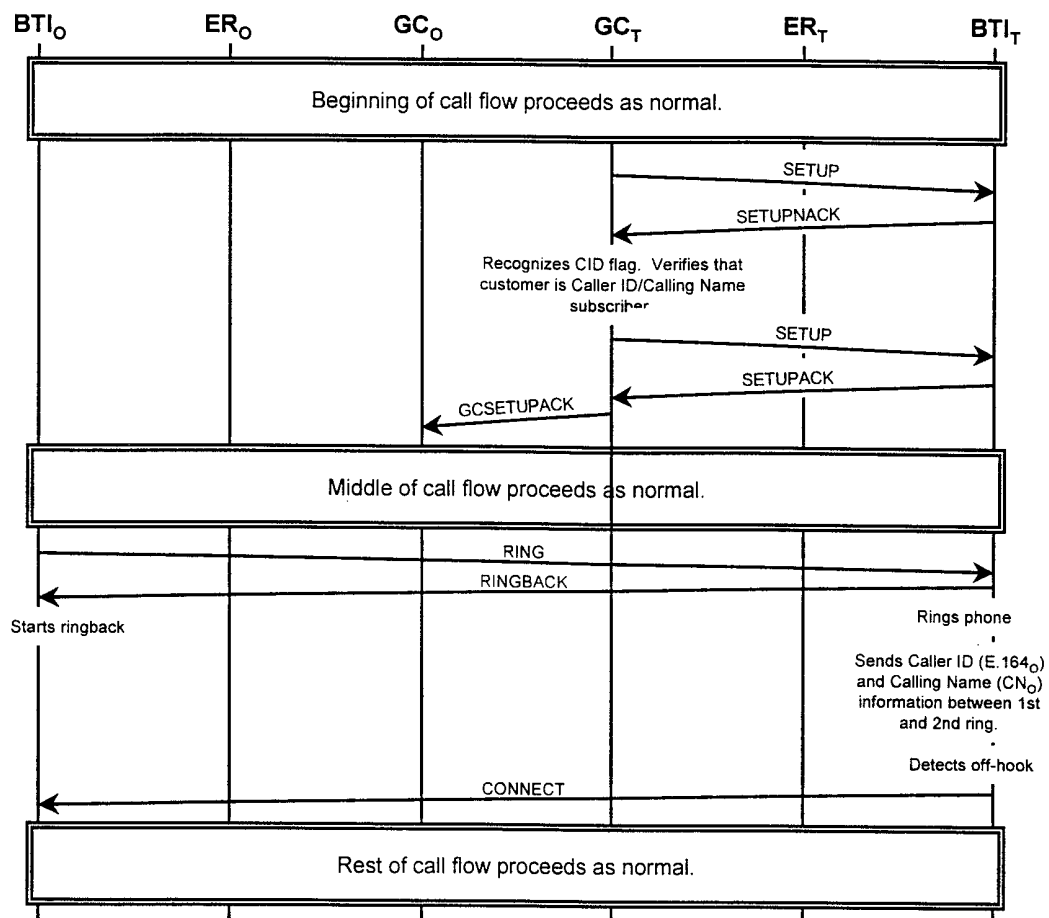 BTI_O ER_O GC_O GC_T ER_T BTI_T
Beginning of call flow proceeds as normal.
SETUP
SETUPNACK
Recognizes CID flag. Verifies that
customer is Caller ID/Calling Name
subscriber
SETUP
SETUPACK
GCSETUPACK
Middle of call flow proceeds as normal.
RING
RINGBACK
Starts ringback
Rings phone
Sends Caller ID (E.164_O)
and Calling Name (CN_O)
information between 1st
and 2nd ring.
Detects off-hook
CONNECT
Rest of call flow proceeds as normal.